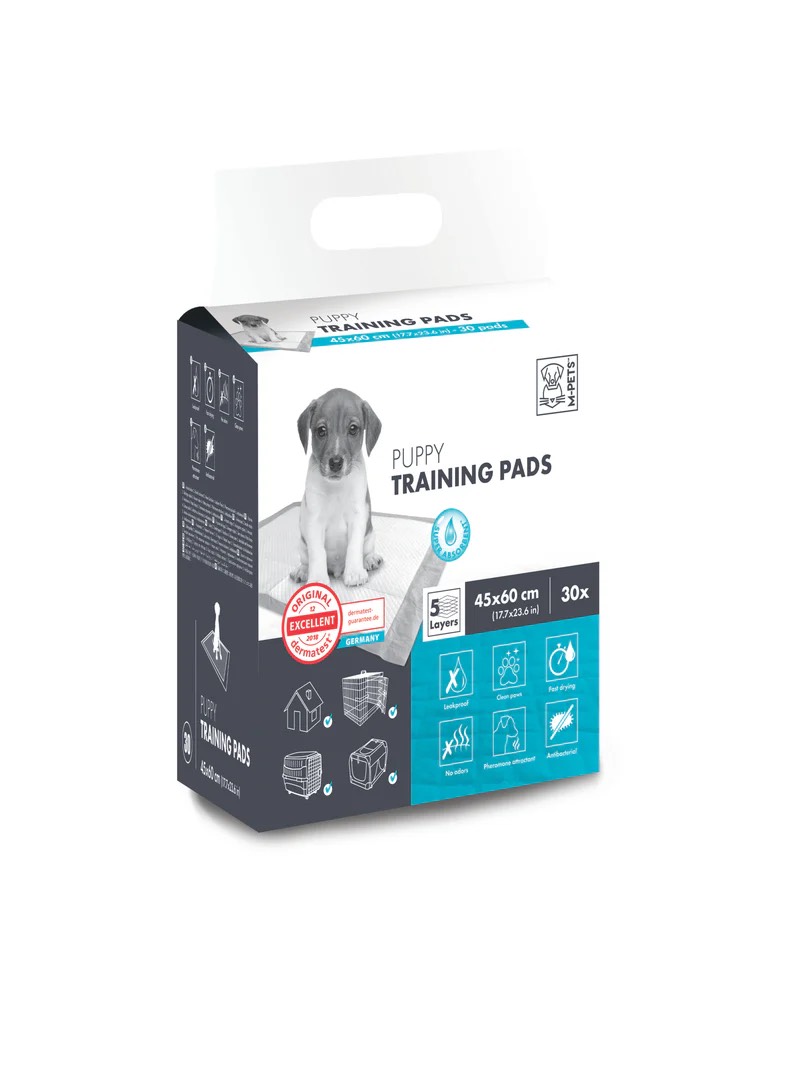 PUPPY
TRAINING PADS
45x60 cm (17.7x23.6 in) - 30 pads
M-PETS
PUPPY
TRAINING PADS
SUPER ABSORBENT
ORIGINAL
12
EXCELLENT
2018
dermatest®
dermatest-
guarantee.de
GERMANY
5
Layers
45x60 cm
(17.7x23.6 in)
30x
Leakproof
Clean paws
Fast drying
No odors
Pheromone attractant
Antibacterial
30
PUPPY
TRAINING PADS
45x60 cm (17.7x23.6 in)